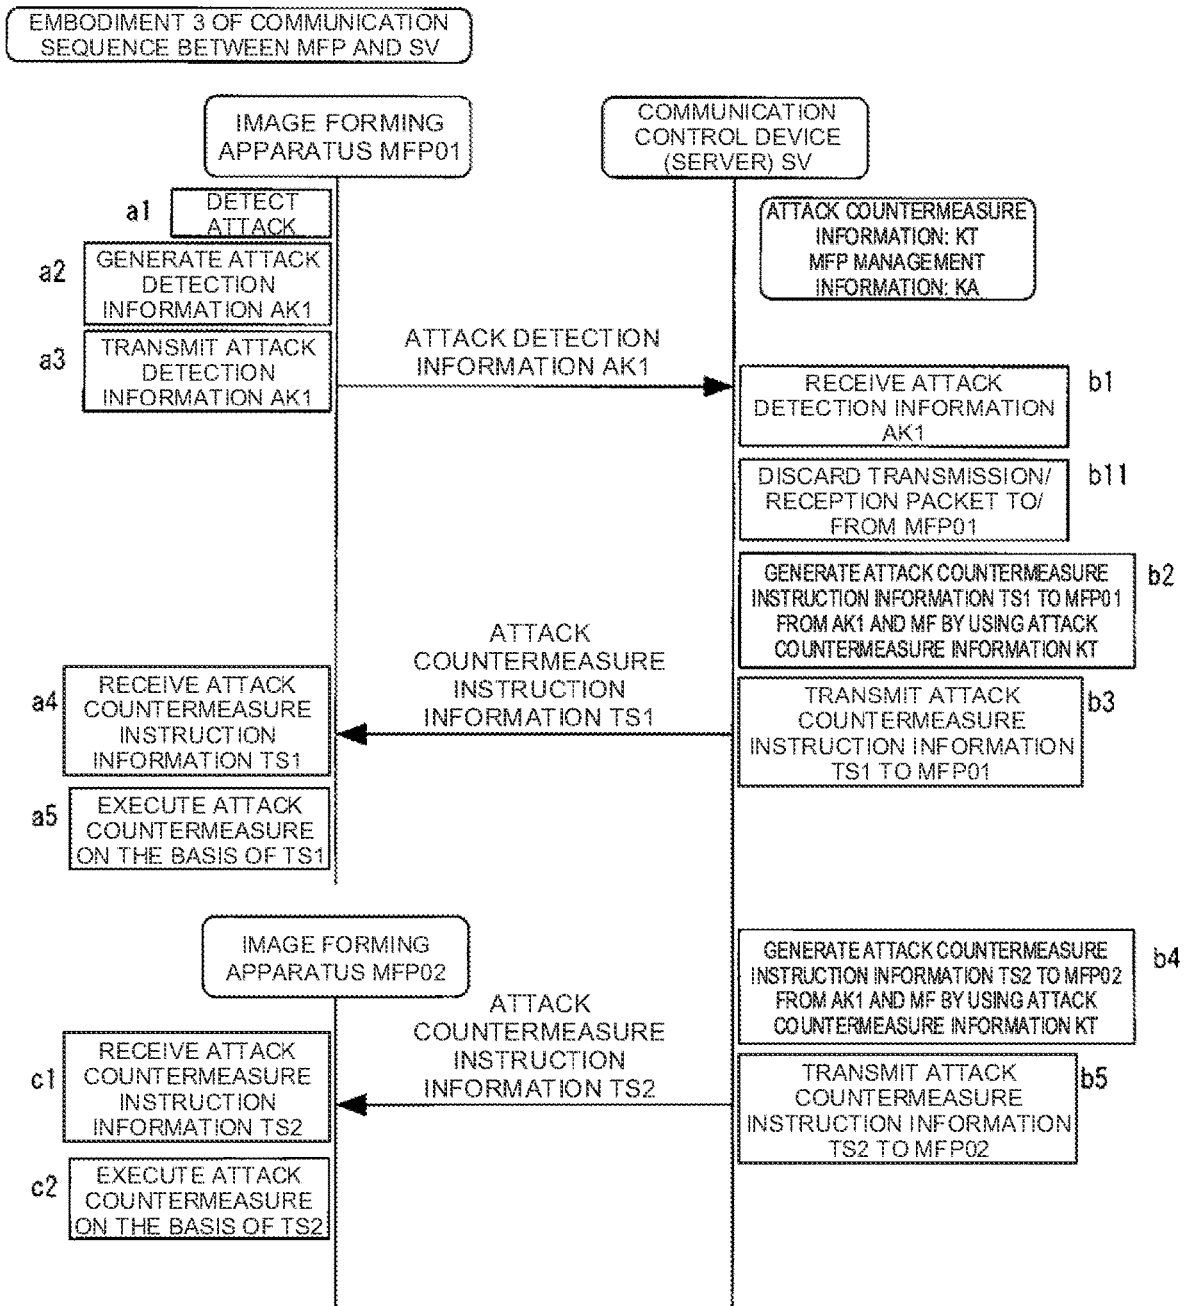 EMBODIMENT 3 OF COMMUNICATION
SEQUENCE BETWEEN MFP AND SV
IMAGE FORMING
APPARATUS MFP01
COMMUNICATION
CONTROL DEVICE
(SERVER) SV
a1
DETECT
ATTACK
ATTACK COUNTERMEASURE
INFORMATION: KT
MFP MANAGEMENT
INFORMATION: KA
a2
GENERATE ATTACK
DETECTION
INFORMATION AK1
a3
TRANSMIT ATTACK
DETECTION
INFORMATION AK1
ATTACK DETECTION
INFORMATION AK1
RECEIVE ATTACK
DETECTION INFORMATION
AK1
b1
DISCARD TRANSMISSION/
RECEPTION PACKET TO/
FROM MFP01
b11
GENERATE ATTACK COUNTERMEASURE
INSTRUCTION INFORMATION TS1 TO MFP01
FROM AK1 AND MF BY USING ATTACK
COUNTERMEASURE INFORMATION KT
b2
ATTACK
COUNTERMEASURE
INSTRUCTION
INFORMATION TS1
TRANSMIT ATTACK
COUNTERMEASURE
INSTRUCTION INFORMATION
TS1 TO MFP01
b3
a4
RECEIVE ATTACK
COUNTERMEASURE
INSTRUCTION
INFORMATION TS1
a5
EXECUTE ATTACK
COUNTERMEASURE
ON THE BASIS OF TS1
IMAGE FORMING
APPARATUS MFP02
GENERATE ATTACK COUNTERMEASURE
INSTRUCTION INFORMATION TS2 TO MFP02
FROM AK1 AND MF BY USING ATTACK
COUNTERMEASURE INFORMATION KT
b4
ATTACK
COUNTERMEASURE
INSTRUCTION
INFORMATION TS2
TRANSMIT ATTACK
COUNTERMEASURE
INSTRUCTION INFORMATION
TS2 TO MFP02
b5
c1
RECEIVE ATTACK
COUNTERMEASURE
INSTRUCTION
INFORMATION TS2
c2
EXECUTE ATTACK
COUNTERMEASURE
ON THE BASIS OF TS2